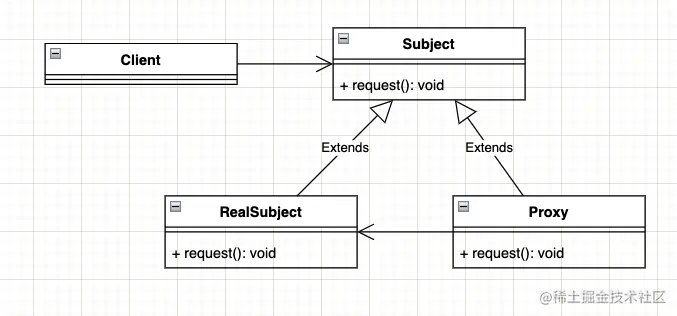 Client
Subject
+ request(): void
Extends
Extends
RealSubject
Proxy
+ request(): void
+ request(): void
@稀土掘金技术社区